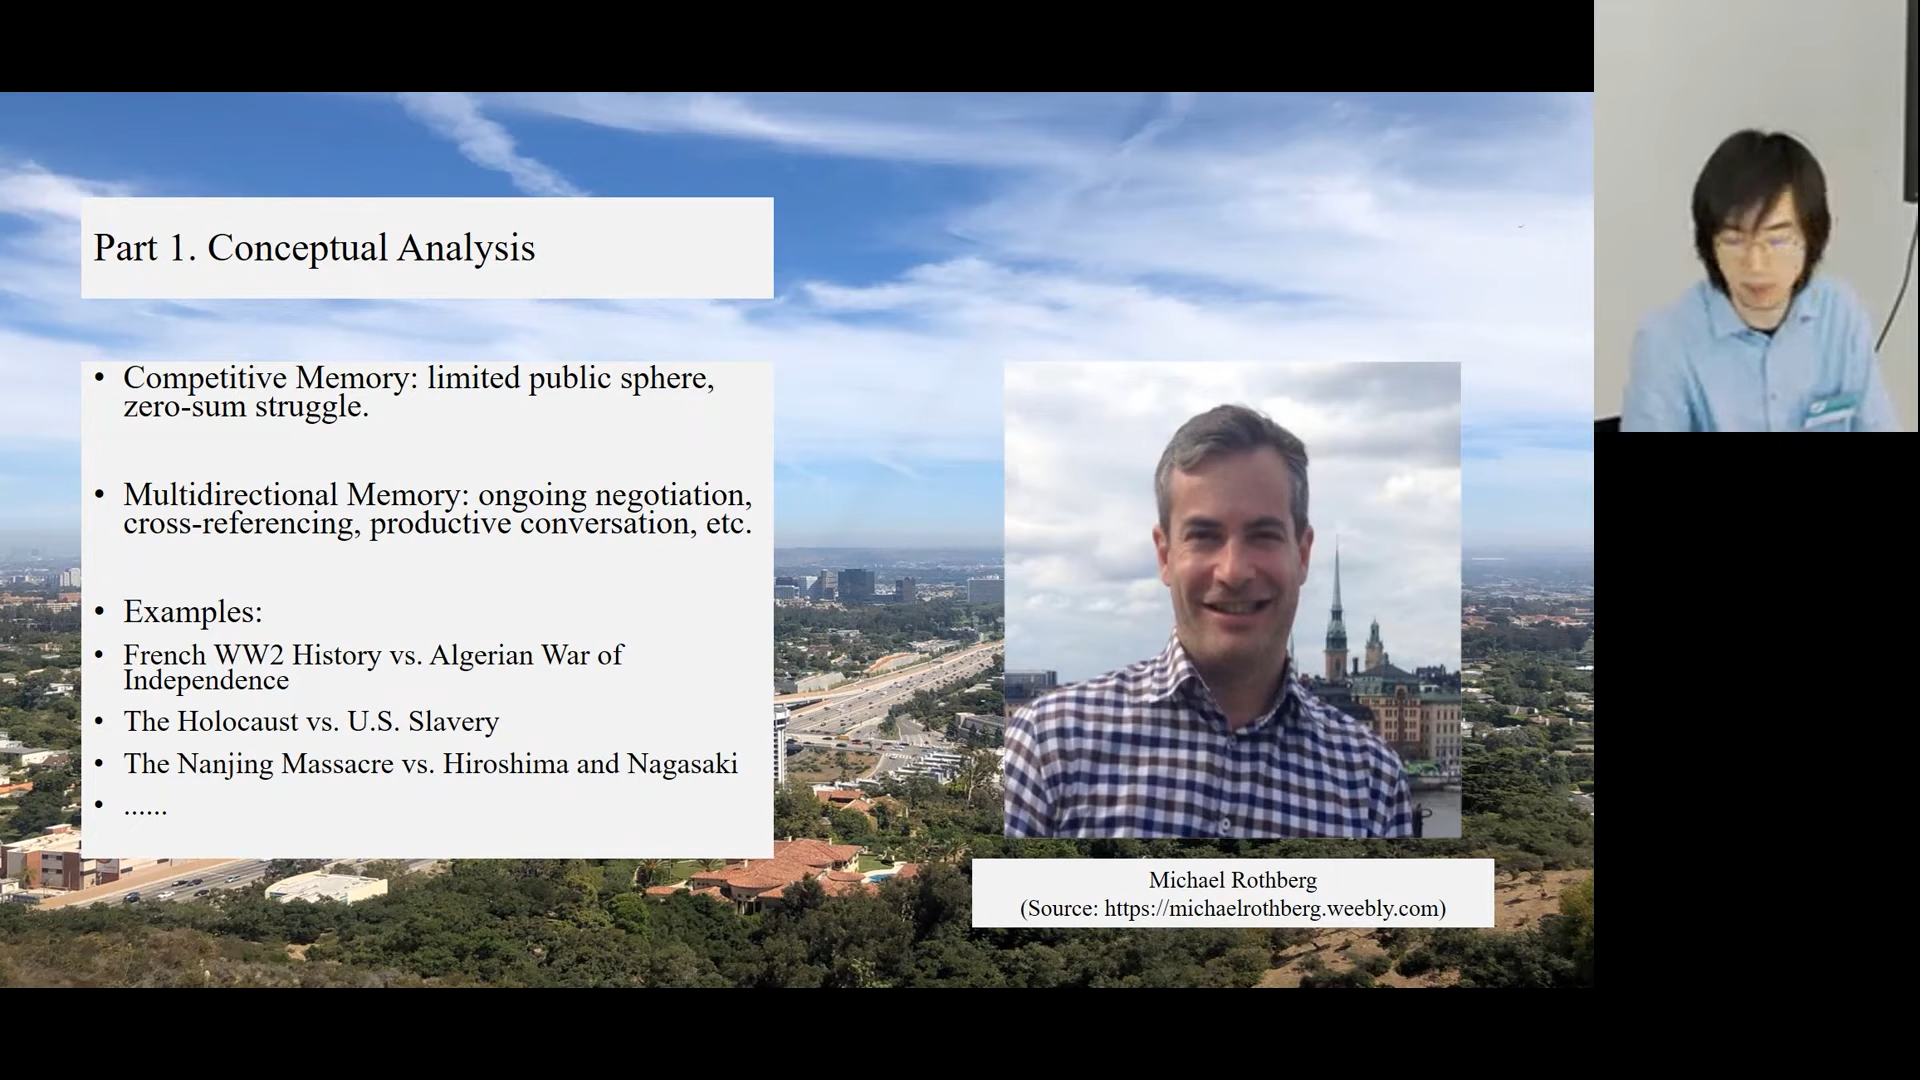 Part 1. Conceptual Analysis
• Competitive Memory: limited public sphere,
zero-sum struggle.
• Multidirectional Memory: ongoing negotiation,
cross-referencing, productive conversation, etc.
• Examples:
• French WW2 History vs. Algerian War of
Independence
• The Holocaust vs. U.S. Slavery
• The Nanjing Massacre vs. Hiroshima and Nagasaki
• ......
Michael Rothberg
(Source: https://michaelrothberg.weebly.com)